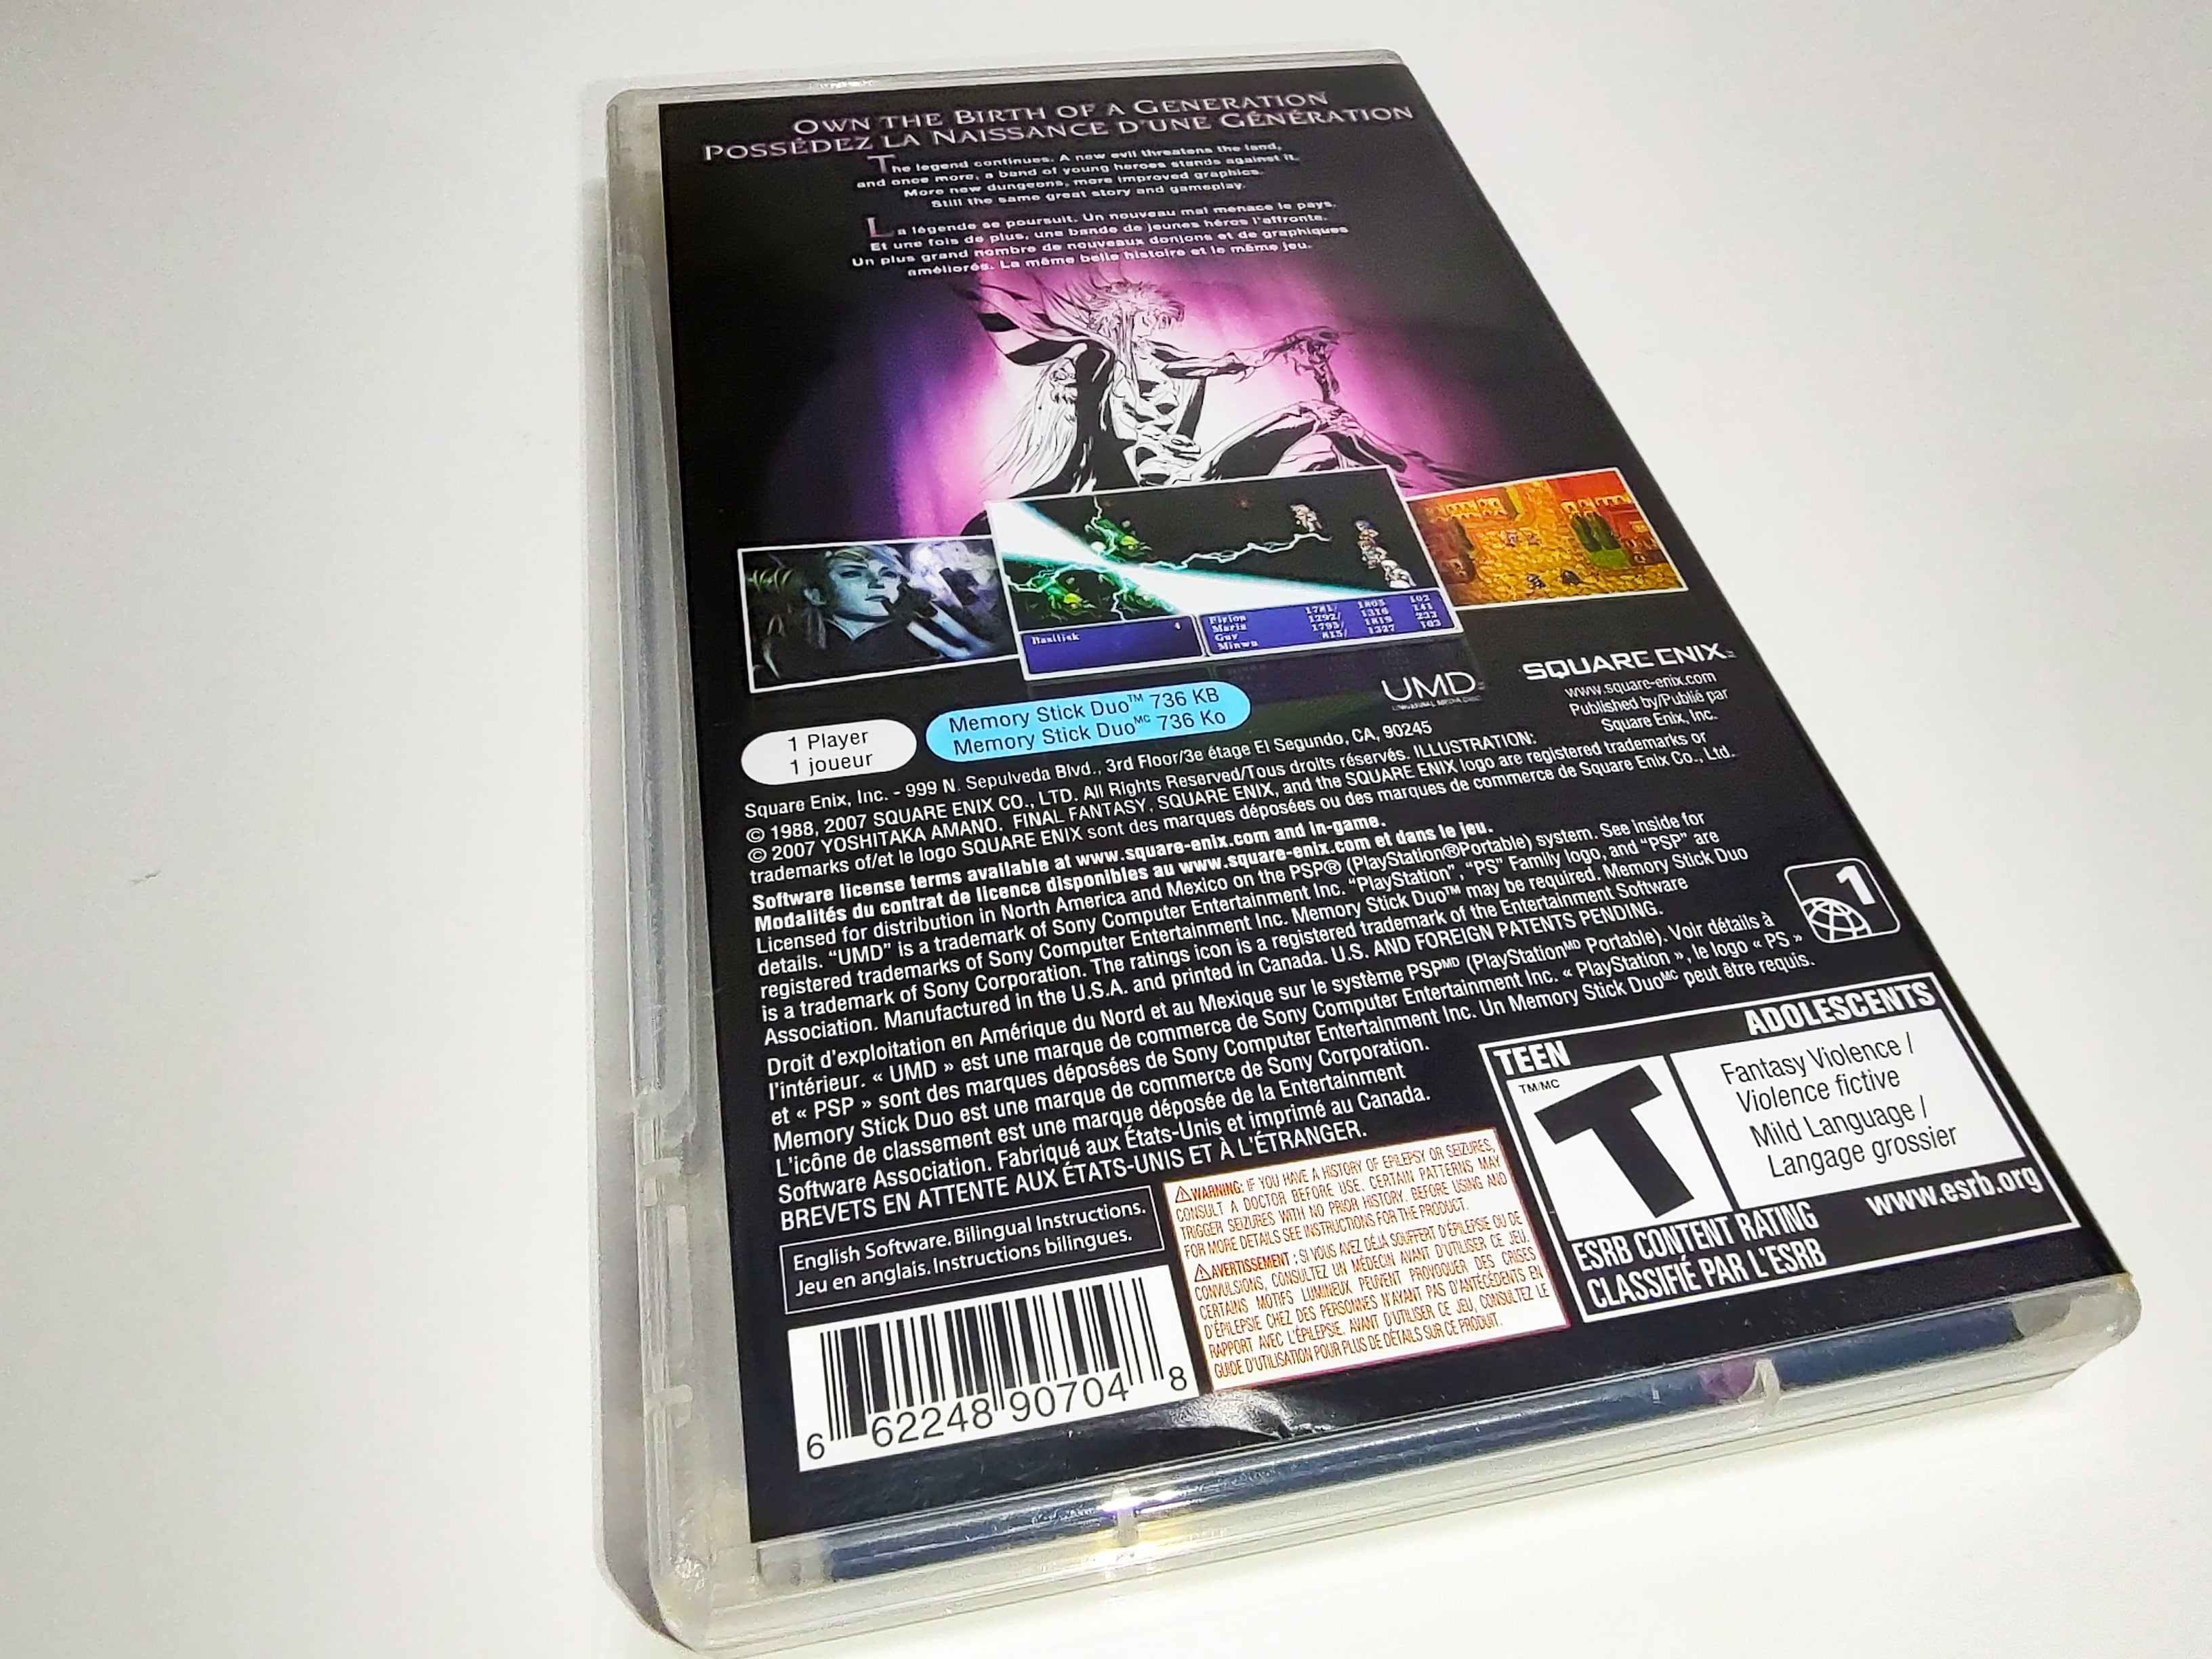 OWN THE BIRTH OF A GENERATION
POSSÉDEZ LA NAISSANCE D'UNE GÉNÉRATION
The legend continues. A new evil threatens the land,
and once more, a band of young heroes stands against it.
More new dungeons, more improved graphics.
Still the same great story and gameplay.
La légende se poursuit. Un nouveau mal menace le pays.
Et une fois de plus, une bande de jeunes héros l'affronte.
Un plus grand nombre de nouveaux donjons et de graphiques
améliorés. La même belle histoire et le même jeu.
Basilisk 4
Firion 1781/ 1805 102
Maria 1292/ 1316 141
Guy 1795/ 1819 233
Minwu 815/ 1327 103
UMD
UNIVERSAL MEDIA DISC
SQUARE ENIX
www.square-enix.com
Published by/Publié par
Square Enix, Inc.
1 Player
1 joueur
Memory Stick Duo™ 736 KB
Memory Stick Duo MC 736 Ko
Square Enix, Inc. - 999 N. Sepulveda Blvd., 3rd Floor/3e étage El Segundo, CA, 90245
© 1988, 2007 SQUARE ENIX CO., LTD. All Rights Reserved/Tous droits réservés. ILLUSTRATION:
© 2007 YOSHITAKA AMANO. FINAL FANTASY, SQUARE ENIX, and the SQUARE ENIX logo are registered trademarks or
trademarks of/et le logo SQUARE ENIX sont des marques déposées ou des marques de commerce de Square Enix Co., Ltd.
Software license terms available at www.square-enix.com and in-game.
Modalités du contrat de licence disponibles au www.square-enix.com et dans le jeu.
Licensed for distribution in North America and Mexico on the PSP® (PlayStation®Portable) system. See inside for
details. "UMD" is a trademark of Sony Computer Entertainment Inc. "PlayStation", "PS" Family logo, and "PSP" are
registered trademarks of Sony Computer Entertainment Inc. Memory Stick Duo™ may be required. Memory Stick Duo
is a trademark of Sony Corporation. The ratings icon is a registered trademark of the Entertainment Software
Association. Manufactured in the U.S.A. and printed in Canada. U.S. AND FOREIGN PATENTS PENDING.
Droit d'exploitation en Amérique du Nord et au Mexique sur le système PSP MD (PlayStation MD Portable). Voir détails à
l'intérieur. « UMD » est une marque de commerce de Sony Computer Entertainment Inc. « PlayStation », le logo « PS »
et « PSP » sont des marques déposées de Sony Computer Entertainment Inc. Un Memory Stick Duo MC peut être requis.
Memory Stick Duo est une marque de commerce de Sony Corporation.
L'icône de classement est une marque déposée de la Entertainment
Software Association. Fabriqué aux États-Unis et imprimé au Canada.
BREVETS EN ATTENTE AUX ÉTATS-UNIS ET À L'ÉTRANGER.
1
English Software. Bilingual Instructions.
Jeu en anglais. Instructions bilingues.
6 62248 90704 8
WARNING: IF YOU HAVE A HISTORY OF EPILEPSY OR SEIZURES,
CONSULT A DOCTOR BEFORE USE. CERTAIN PATTERNS MAY
TRIGGER SEIZURES WITH NO PRIOR HISTORY. BEFORE USING AND
FOR MORE DETAILS SEE INSTRUCTIONS FOR THE PRODUCT.
AVERTISSEMENT : SI VOUS AVEZ DÉJÀ SOUFFERT D'ÉPILEPSIE OU DE
CONVULSIONS, CONSULTEZ UN MÉDECIN AVANT D'UTILISER CE JEU.
CERTAINS MOTIFS LUMINEUX PEUVENT PROVOQUER DES CRISES
D'ÉPILEPSIE CHEZ DES PERSONNES N'AYANT PAS D'ANTÉCÉDENTS EN
RAPPORT AVEC L'ÉPILEPSIE. AVANT D'UTILISER CE JEU, CONSULTEZ LE
GUIDE D'UTILISATION POUR PLUS DE DÉTAILS SUR CE PRODUIT.
TEEN ADOLESCENTS
TM/MC
T
Fantasy Violence /
Violence fictive
Mild Language /
Langage grossier
ESRB CONTENT RATING www.esrb.org
CLASSIFIÉ PAR L'ESRB